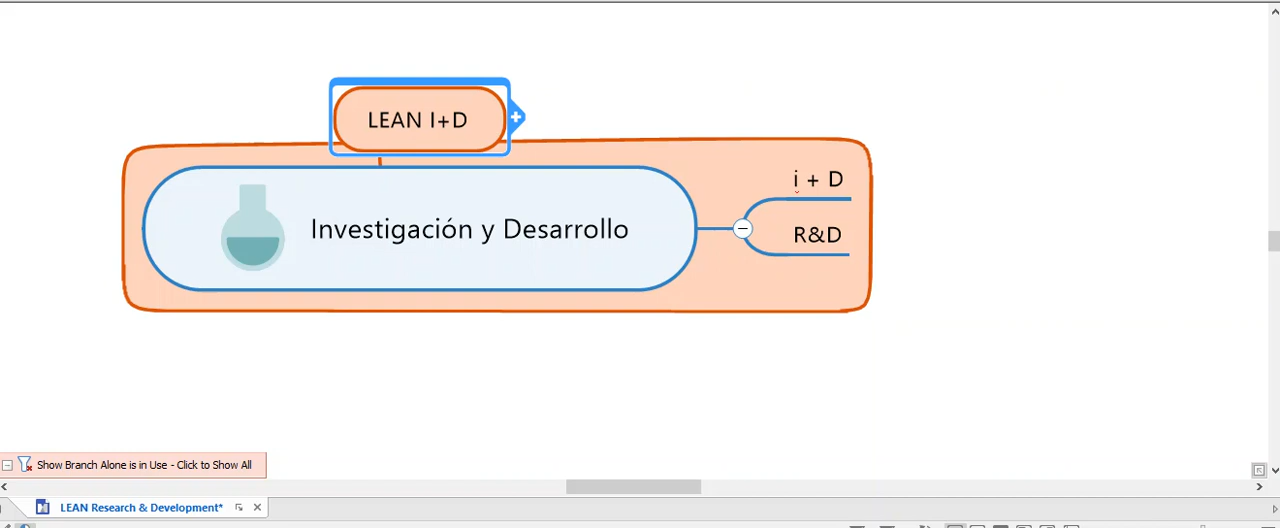 LEAN I+D
Investigación y Desarrollo
i + D
R&D
Show Branch Alone is in Use - Click to Show All
LEAN Research & Development*